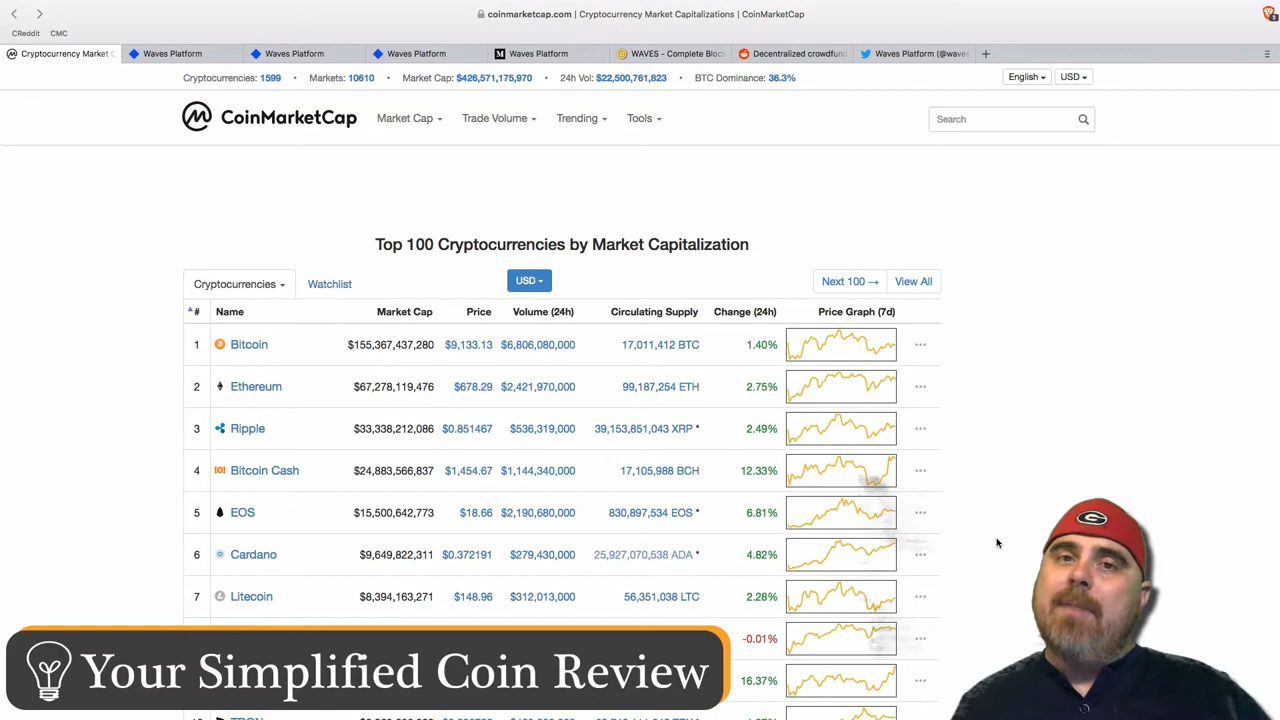 coinmarketcap.com | Cryptocurrency Market Capitalizations | CoinMarketCap
CReddit CMC
Cryptocurrency Market C Waves Platform Waves Platform Waves Platform Waves Platform WAVES - Complete Bloc Decentralized crowdfun Waves Platform (@waves
Cryptocurrencies: 1599 • Markets: 10610 • Market Cap: $426,571,175,970 • 24h Vol: $22,500,761,823 • BTC Dominance: 36.3% English USD
CoinMarketCap Market Cap Trade Volume Trending Tools Search
Top 100 Cryptocurrencies by Market Capitalization
Cryptocurrencies Watchlist USD Next 100 → View All
# Name Market Cap Price Volume (24h) Circulating Supply Change (24h) Price Graph (7d)
1 Bitcoin $155,367,437,280 $9,133.13 $6,806,080,000 17,011,412 BTC 1.40%
2 Ethereum $67,278,119,476 $678.29 $2,421,970,000 99,187,254 ETH 2.75%
3 Ripple $33,338,212,086 $0.851467 $536,319,000 39,153,851,043 XRP * 2.49%
4 Bitcoin Cash $24,883,566,837 $1,454.67 $1,144,340,000 17,105,988 BCH 12.33%
5 EOS $15,500,642,773 $18.66 $2,190,680,000 830,897,534 EOS * 6.81%
6 Cardano $9,649,822,311 $0.372191 $279,430,000 25,927,070,538 ADA * 4.82%
7 Litecoin $8,394,163,271 $148.96 $312,013,000 56,351,038 LTC 2.28%
-0.01%
16.37%
G
Your Simplified Coin Review